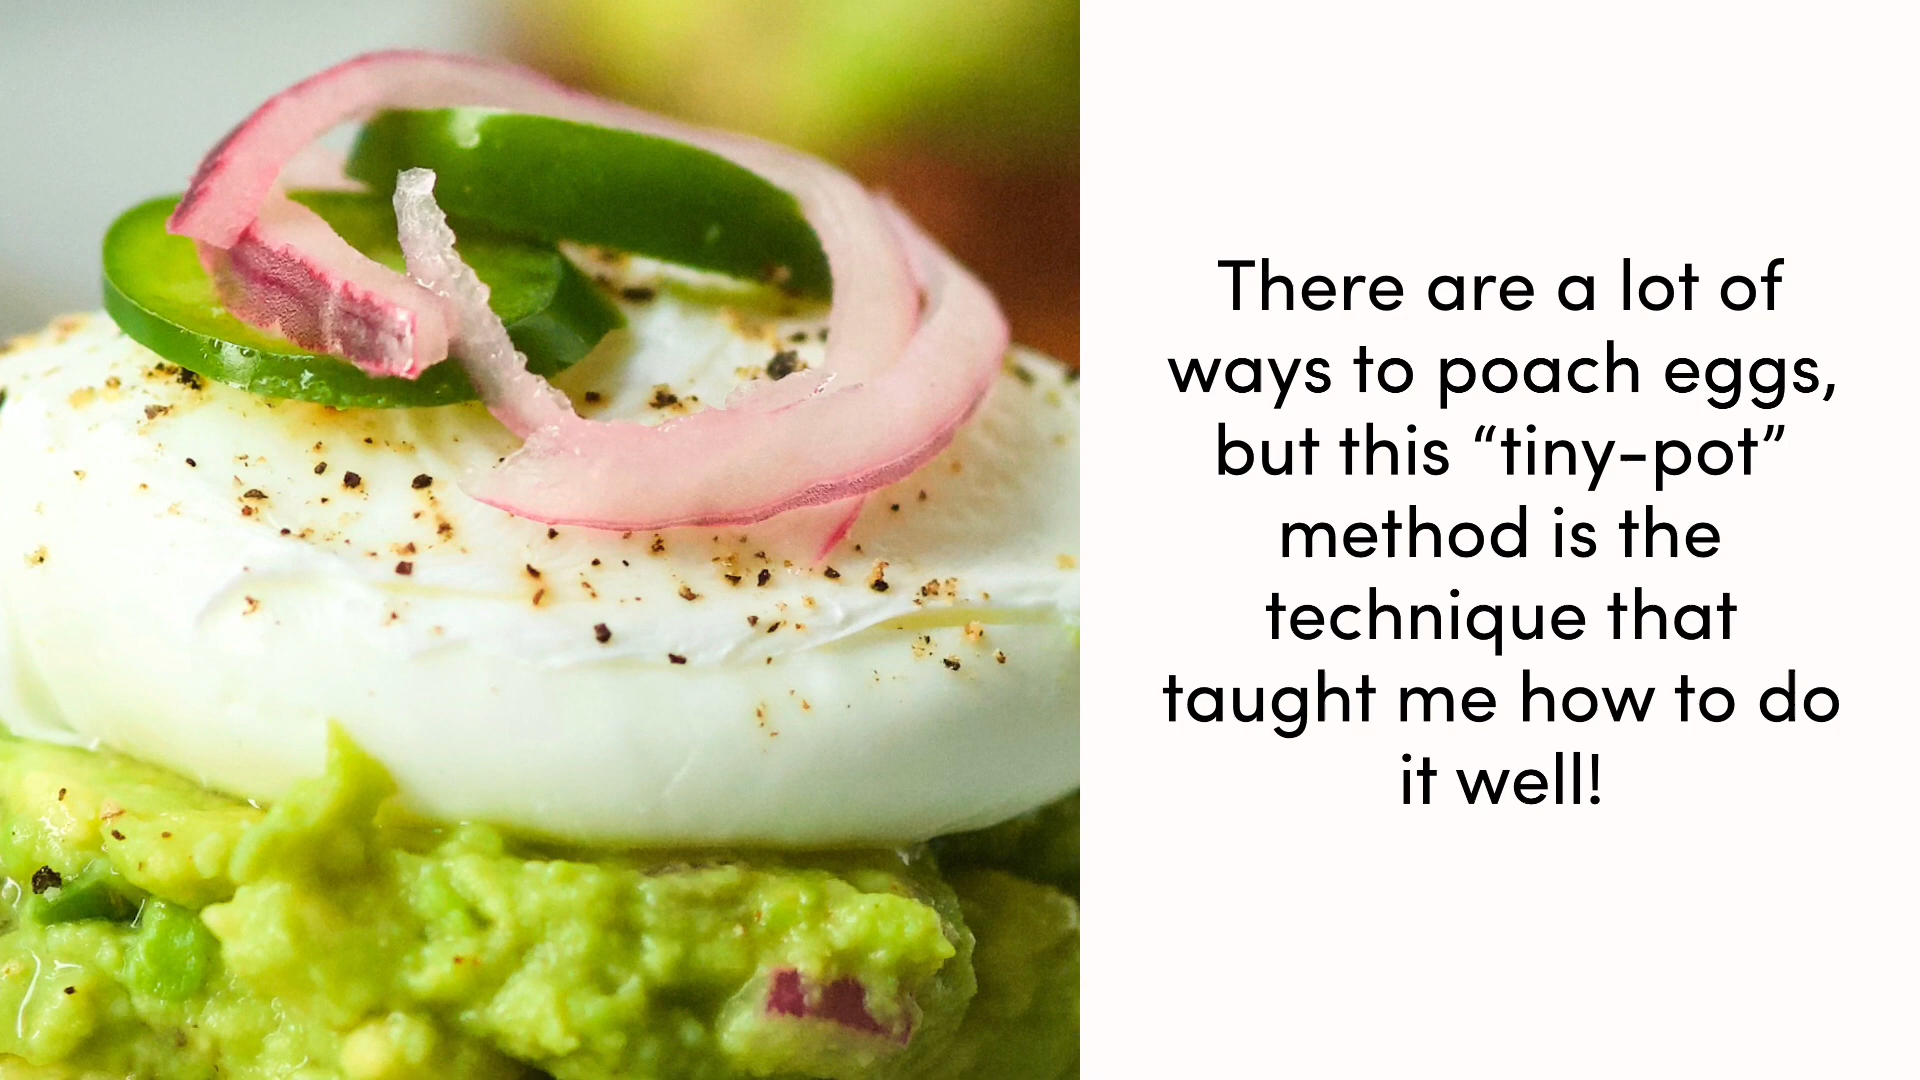 There are a lot of
ways to poach eggs,
but this “tiny-pot”
method is the
technique that
taught me how to do
it well!